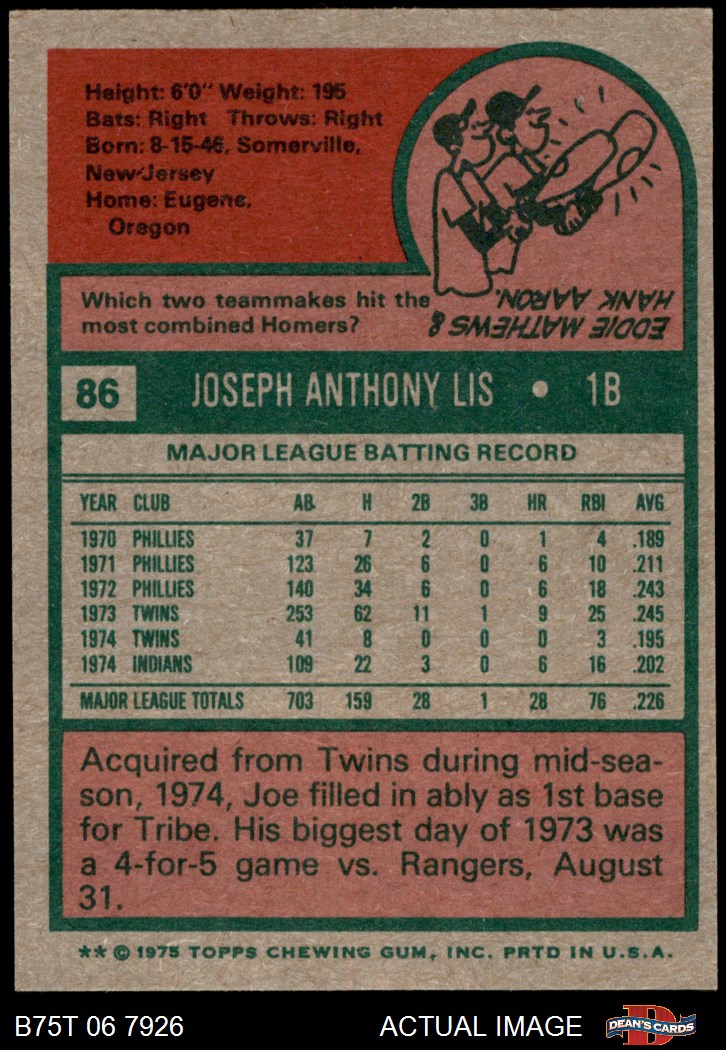 Height: 6'0" Weight: 195
Bats: Right Throws: Right
Born: 8-15-46, Somerville,
New Jersey
Home: Eugene,
Oregon
Which two teammakes hit the
most combined Homers?
EDDIE MATHEWS &
HANK AARON.
86 JOSEPH ANTHONY LIS • 1B
MAJOR LEAGUE BATTING RECORD
YEAR CLUB AB H 2B 3B HR RBI AVG
1970 PHILLIES 37 7 2 0 1 4 .189
1971 PHILLIES 123 26 6 0 6 10 .211
1972 PHILLIES 140 34 6 0 6 18 .243
1973 TWINS 253 62 11 1 9 25 .245
1974 TWINS 41 8 0 0 0 3 .195
1974 INDIANS 109 22 3 0 6 16 .202
MAJOR LEAGUE TOTALS 703 159 28 1 28 76 .226
Acquired from Twins during mid-sea-
son, 1974, Joe filled in ably as 1st base
for Tribe. His biggest day of 1973 was
a 4-for-5 game vs. Rangers, August
31.
** © 1975 TOPPS CHEWING GUM, INC. PRTD IN U.S.A.
B75T 06 7926 ACTUAL IMAGE DEAN'S CARDS